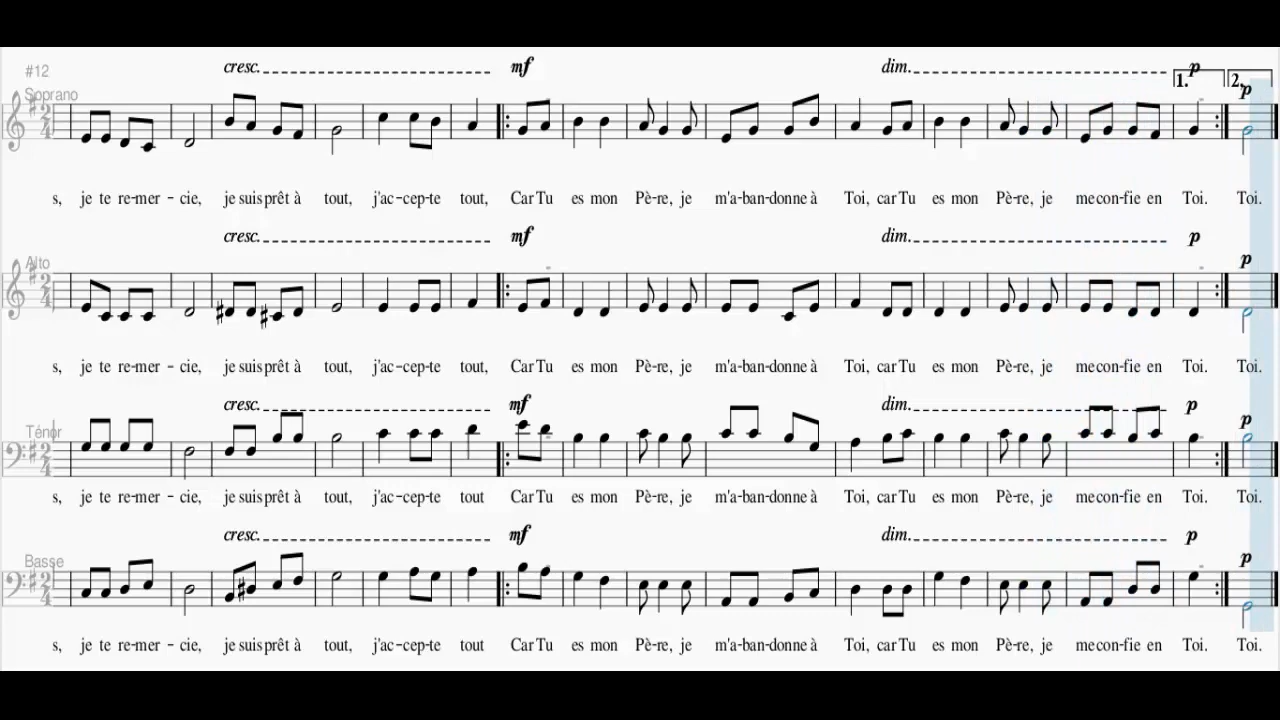 #12 cresc. mf dim. p
1. 2. p
Soprano
2 4
s, je te re-mer - cie, je suis prêt à tout, j'ac-cep-te tout, Car Tu es mon Pè-re, je m'a-ban-donne à Toi, car Tu es mon Pè-re, je me con-fie en Toi. Toi.
cresc. mf dim. p
Alto p
2 4
s, je te re-mer - cie, je suis prêt à tout, j'ac-cep-te tout, Car Tu es mon Pè-re, je m'a-ban-donne à Toi, car Tu es mon Pè-re, je me con-fie en Toi. Toi.
cresc. mf dim. p
Ténor p
2 4
s, je te re-mer - cie, je suis prêt à tout, j'ac-cep-te tout Car Tu es mon Pè-re, je m'a-ban-donne à Toi, car Tu es mon Pè-re, je me con-fie en Toi. Toi.
cresc. mf dim. p
Basse p
2 4
s, je te re-mer - cie, je suis prêt à tout, j'ac-cep-te tout Car Tu es mon Pè-re, je m'a-ban-donne à Toi, car Tu es mon Pè-re, je me con-fie en Toi. Toi.